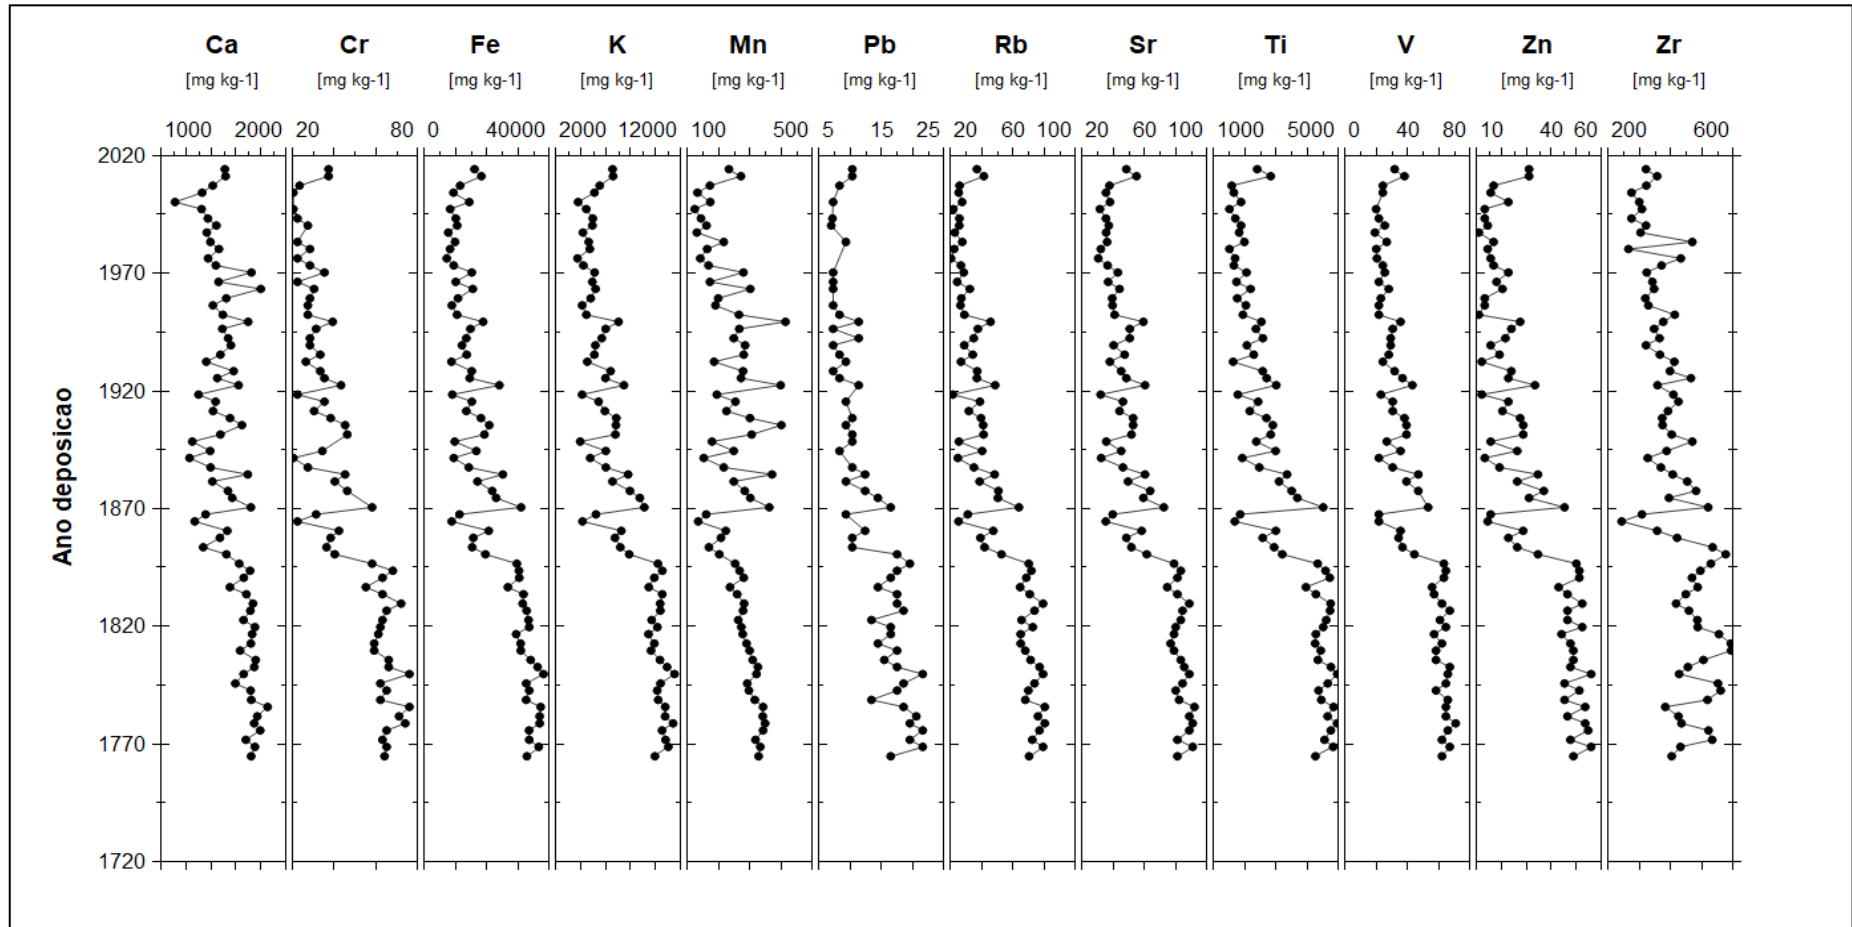 Ca Cr Fe K Mn Pb Rb Sr Ti V Zn Zr
[mg kg-1] [mg kg-1] [mg kg-1] [mg kg-1] [mg kg-1] [mg kg-1] [mg kg-1] [mg kg-1] [mg kg-1] [mg kg-1] [mg kg-1] [mg kg-1]
1000 2000 20 80 0 40000 2000 12000 100 500 5 15 25 20 60 100 20 60 100 1000 5000 0 40 80 10 40 60 200 600
2020
1970
1920
1870
1820
1770
1720
Ano deposicao